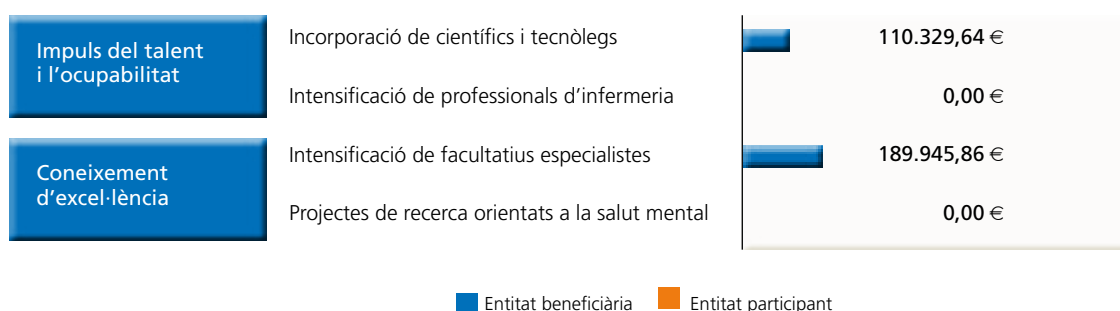 Impuls del talent
i l’ocupabilitat
Incorporació de científics i tecnòlegs 110.329,64 €
Intensificació de professionals d’infermeria 0,00 €
Coneixement
d’excel·lència
Intensificació de facultatius especialistes 189.945,86 €
Projectes de recerca orientats a la salut mental 0,00 €
Entitat beneficiària Entitat participant